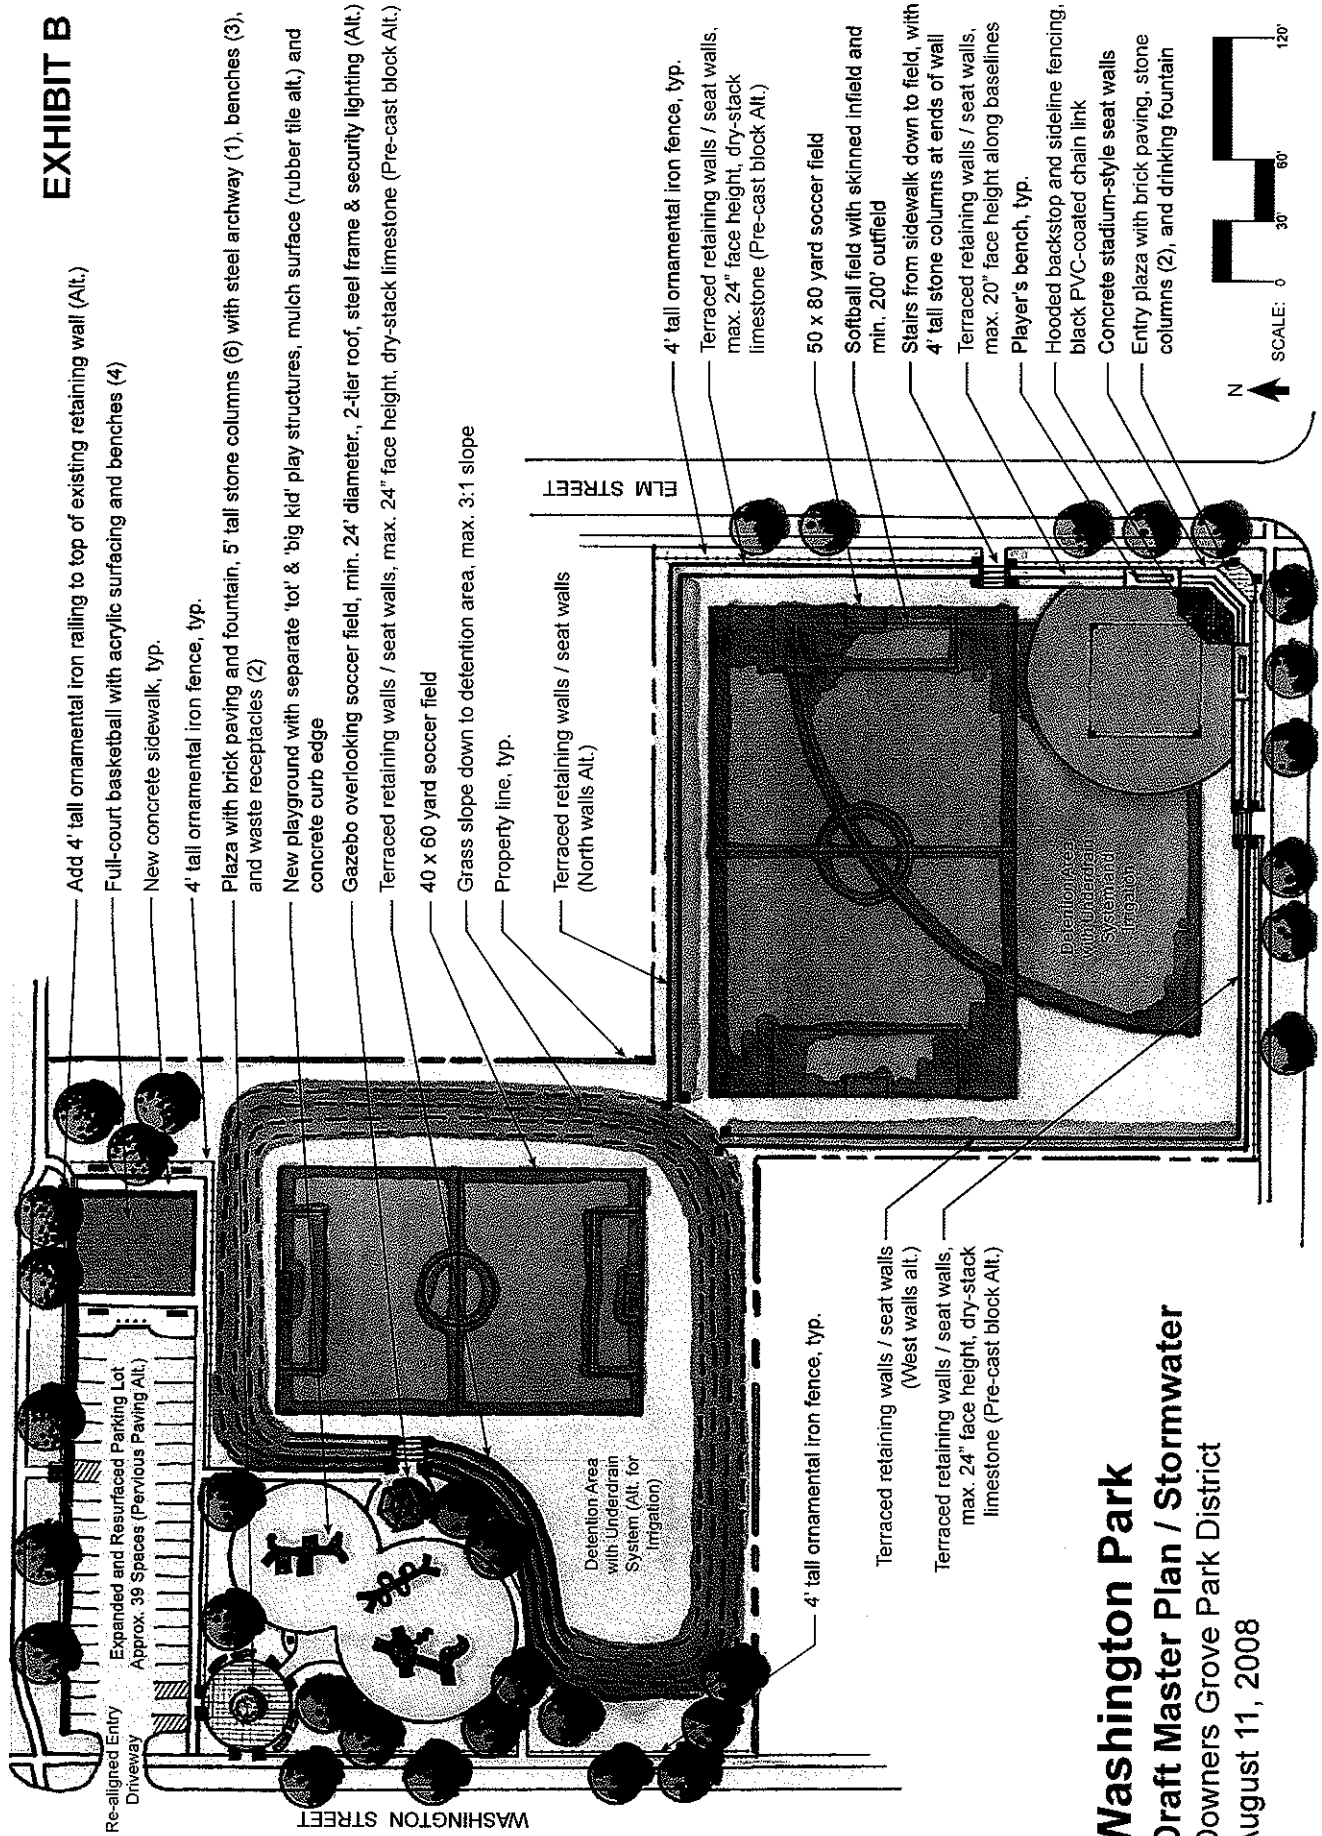 EXHIBIT B
Add 4' tall ornamental iron railing to top of existing retaining wall (Alt.)
Full-court basketball with acrylic surfacing and benches (4)
New concrete sidewalk, typ.
4' tall ornamental iron fence, typ.
Plaza with brick paving and fountain, 5' tall stone columns (6) with steel archway (1), benches (3),
and waste receptacles (2)
New playground with separate 'tot' & 'big kid' play structures, mulch surface (rubber tile alt.) and
concrete curb edge
Gazebo overlooking soccer field, min. 24' diameter., 2-tier roof, steel frame & security lighting (Alt.)
Terraced retaining walls / seat walls, max. 24" face height, dry-stack limestone (Pre-cast block Alt.)
40 x 60 yard soccer field
Grass slope down to detention area, max. 3:1 slope
Property line, typ.
Terraced retaining walls / seat walls
(North walls Alt.)
4' tall ornamental iron fence, typ.
Terraced retaining walls / seat walls,
max. 24" face height, dry-stack
limestone (Pre-cast block Alt.)
50 x 80 yard soccer field
Softball field with skinned infield and
min. 200' outfield
Stairs from sidewalk down to field, with
4' tall stone columns at ends of wall
Terraced retaining walls / seat walls,
max. 20" face height along baselines
Player's bench, typ.
Hooded backstop and sideline fencing,
black PVC-coated chain link
Concrete stadium-style seat walls
Entry plaza with brick paving, stone
columns (2), and drinking fountain
N
SCALE: 0 30' 60' 120'
ELM STREET
Re-aligned Entry
Driveway
Expanded and Resurfaced Parking Lot
Approx. 39 Spaces (Pervious Paving Alt.)
WASHINGTON STREET
Detention Area
with Underdrain
System (Alt. for
Irrigation)
Detention Area
with Underdrain
System and
Irrigation
4' tall ornamental iron fence, typ.
Terraced retaining walls / seat walls
(West walls alt.)
Terraced retaining walls / seat walls,
max. 24" face height, dry-stack
limestone (Pre-cast block Alt.)
Washington Park
Draft Master Plan / Stormwater
Downers Grove Park District
August 11, 2008